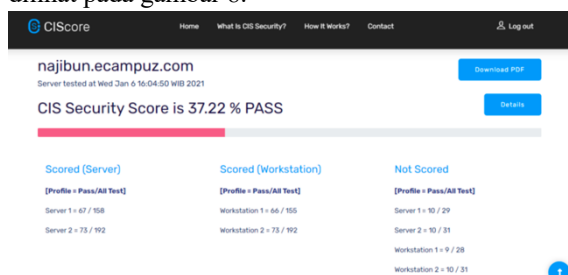 CIScore Home What Is CIS Security? How It Works? Contact Log out
najibun.ecampuz.com
Download PDF
Server tested at Wed Jan 6 16:04:50 WIB 2021
CIS Security Score is 37.22 % PASS
Details
Scored (Server)
[Profile = Pass/All Test]
Server 1 = 67 / 158
Server 2 = 73 / 192
Scored (Workstation)
[Profile = Pass/All Test]
Workstation 1 = 66 / 155
Workstation 2 = 73 / 192
Not Scored
[Profile = Pass/All Test]
Server 1 = 10 / 29
Server 2 = 10 / 31
Workstation 1 = 9 / 28
Workstation 2 = 10 / 31